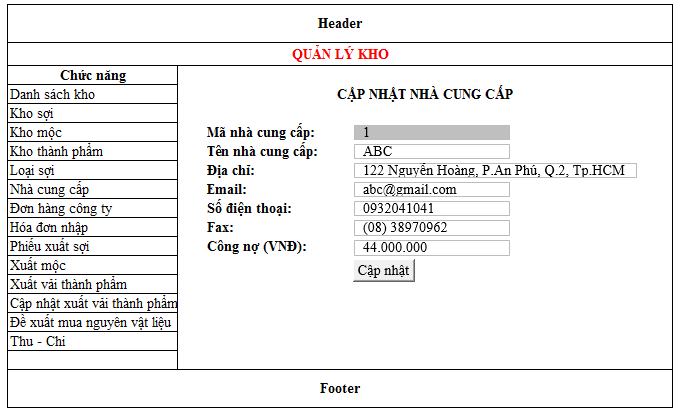 Header
QUẢN LÝ KHO
Chức năng
Danh sách kho
Kho sợi
Kho mộc
Kho thành phẩm
Loại sợi
Nhà cung cấp
Đơn hàng công ty
Hóa đơn nhập
Phiếu xuất sợi
Xuất mộc
Xuất vải thành phẩm
Cập nhật xuất vải thành phẩm
Đề xuất mua nguyên vật liệu
Thu - Chi
CẬP NHẬT NHÀ CUNG CẤP
Mã nhà cung cấp: 1
Tên nhà cung cấp: ABC
Địa chỉ: 122 Nguyễn Hoàng, P.An Phú, Q.2, Tp.HCM
Email: abc@gmail.com
Số điện thoại: 0932041041
Fax: (08) 38970962
Công nợ (VNĐ): 44.000.000
Cập nhật
Footer